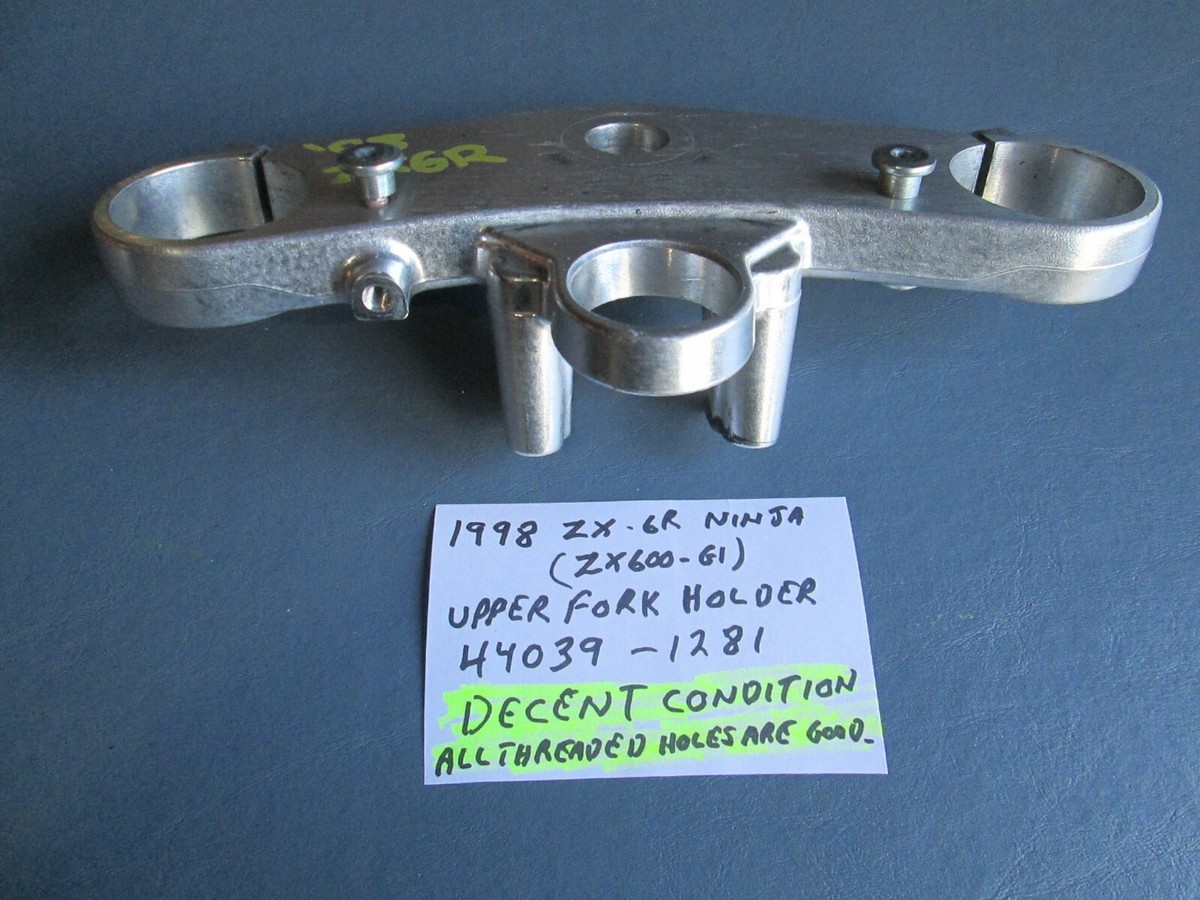 6R
1998 ZX-6R NINJA
(ZX600-G1)
UPPER FORK HOLDER
44039-1281
DECENT CONDITION
ALL THREADED HOLES ARE GOOD.